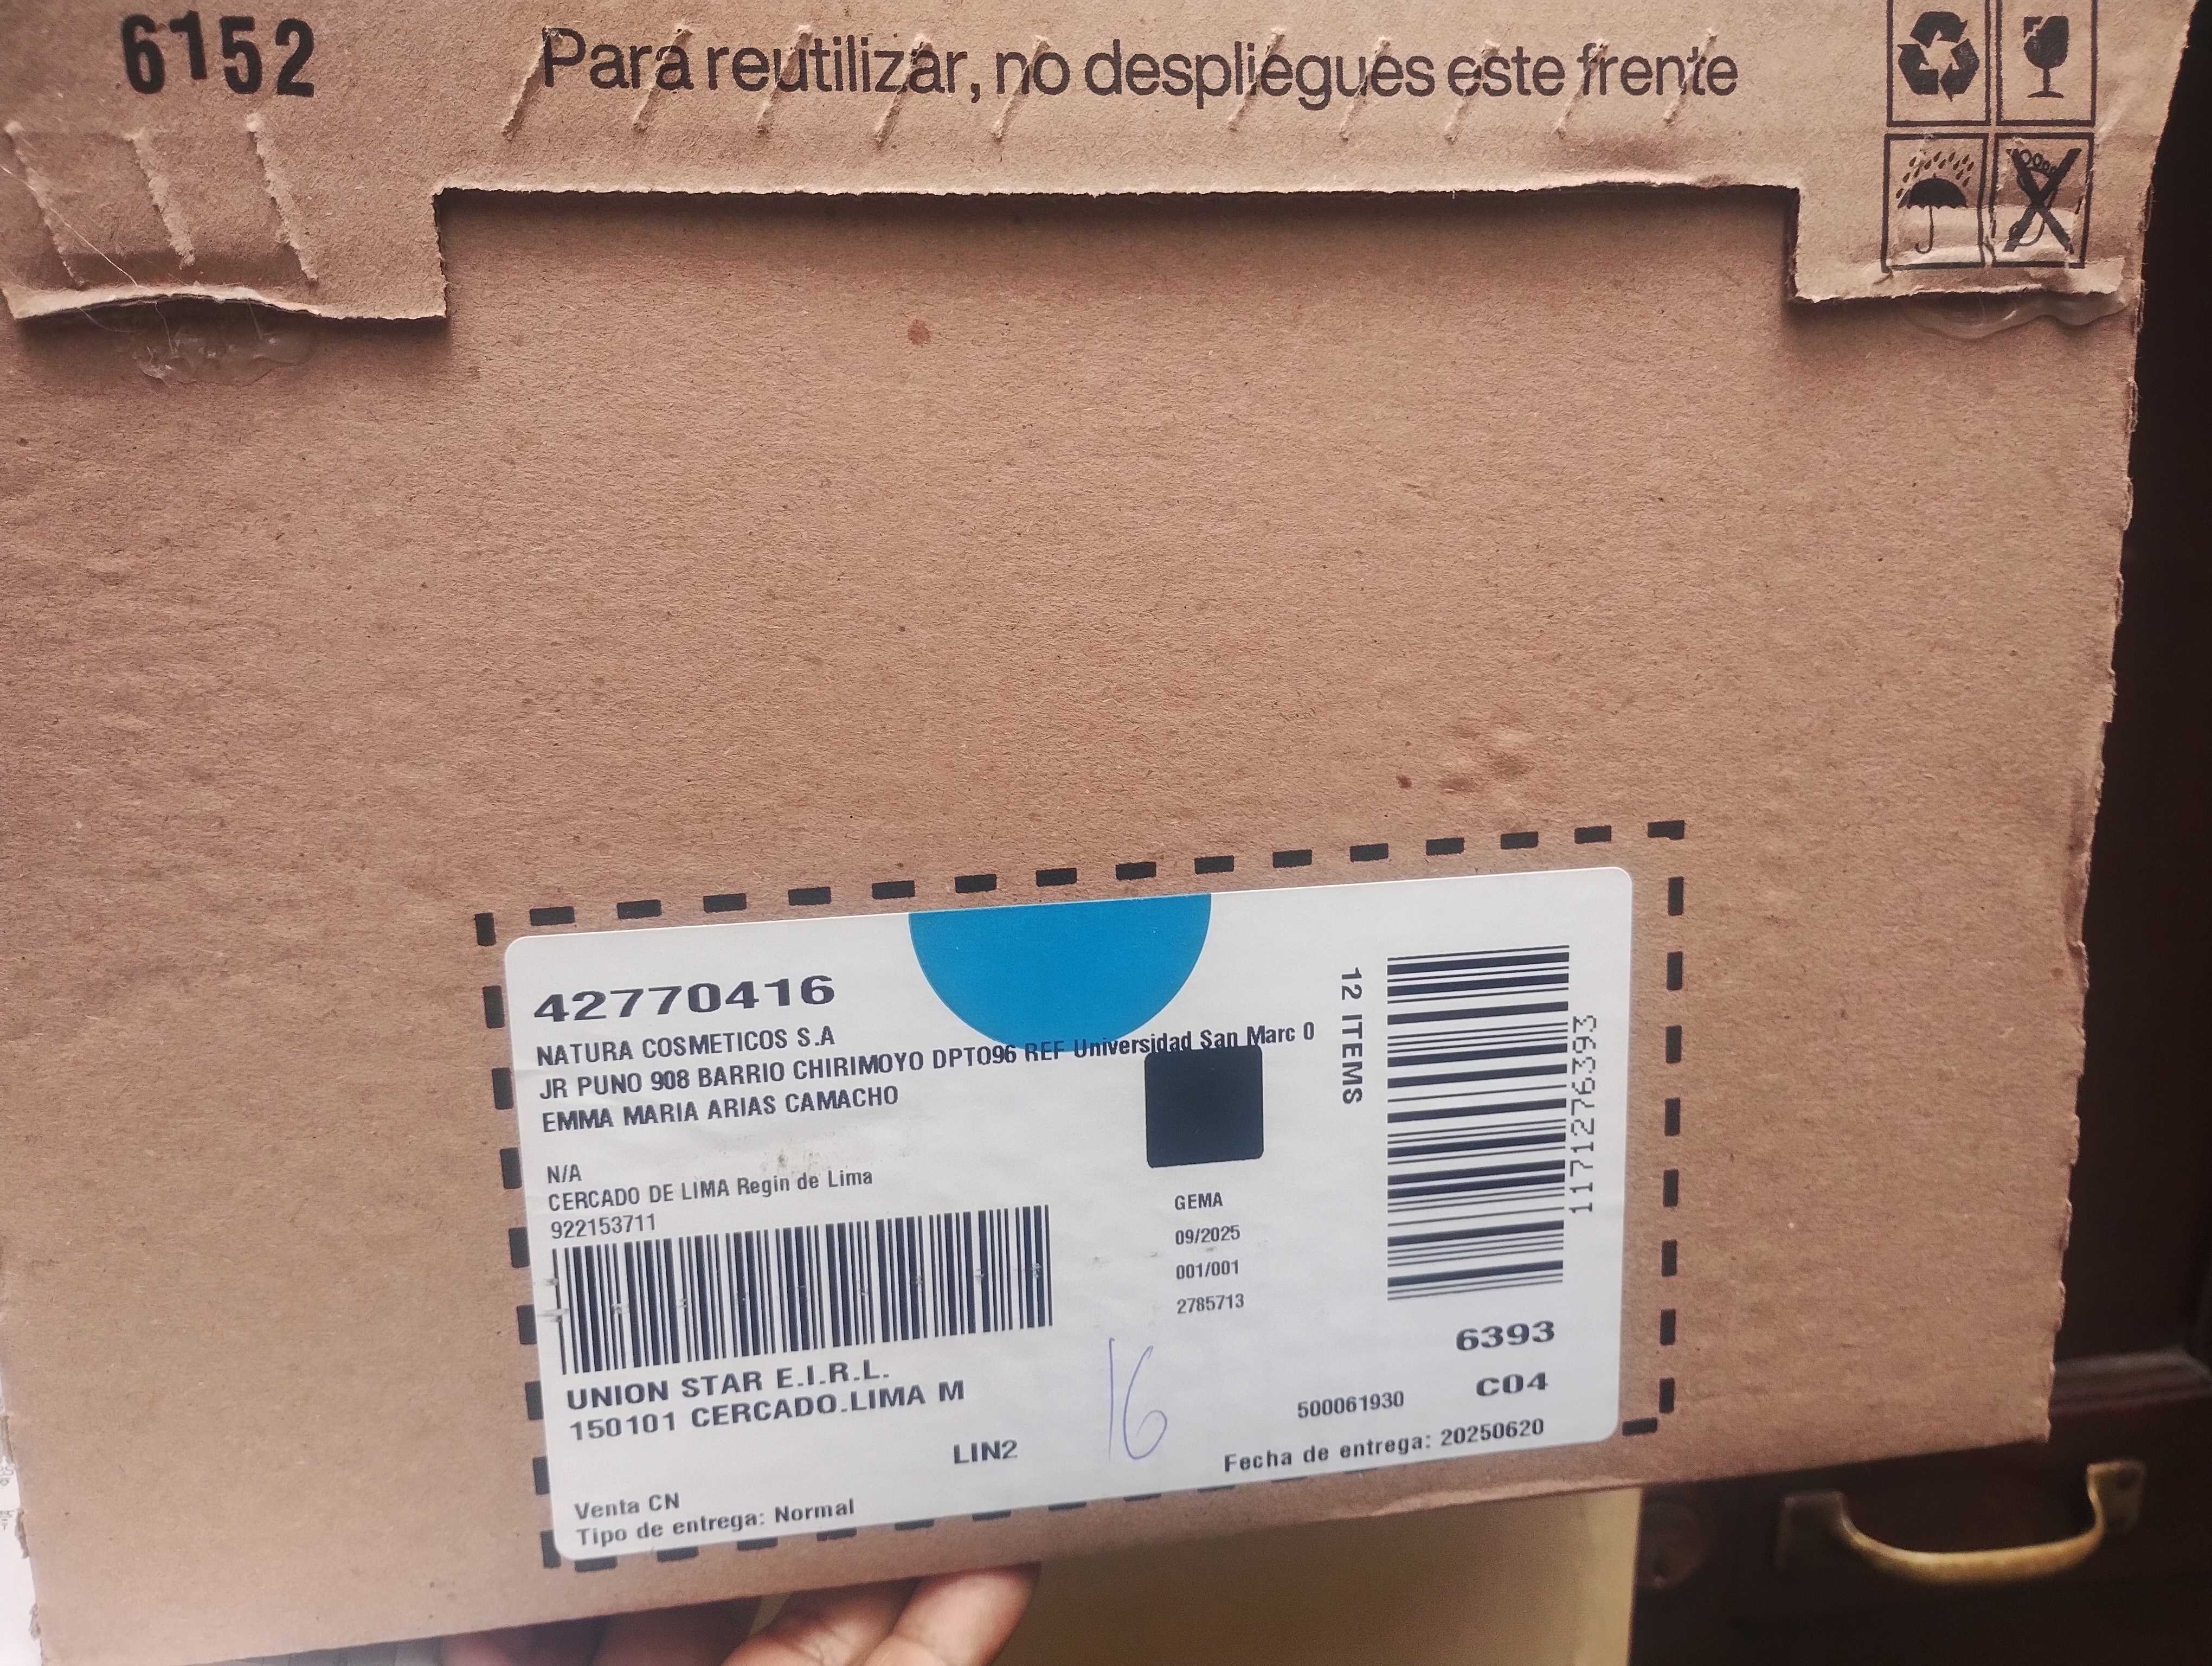 6152
Para reutilizar, no despliegues este frente
42770416
NATURA COSMETICOS S.A
JR PUNO 908 BARRIO CHIRIMOYO DPTO96 REF Universidad San Marc 0
EMMA MARIA ARIAS CAMACHO
N/A
CERCADO DE LIMA Regin de Lima
922153711
12 ITEMS
1171276393
GEMA
09/2025
001/001
2785713
UNION STAR E.I.R.L.
150101 CERCADO.LIMA M
LIN2
16
6393
C04
500061930
Fecha de entrega: 20250620
Venta CN
Tipo de entrega: Normal